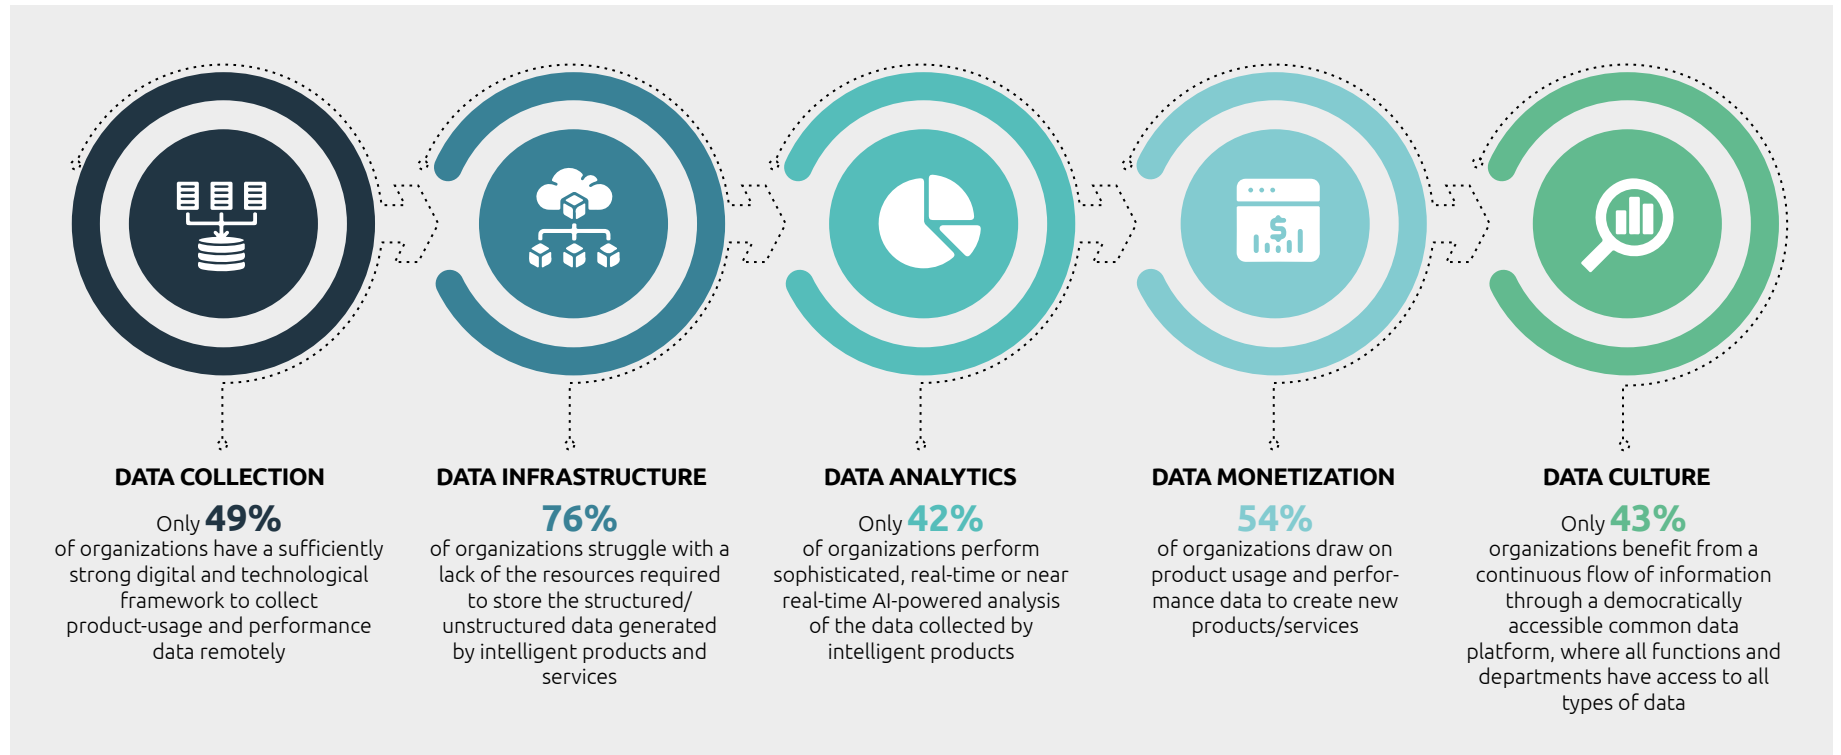 DATA COLLECTION
Only 49%
of organizations have a sufficiently
strong digital and technological
framework to collect
product-usage and performance
data remotely
DATA INFRASTRUCTURE
76%
of organizations struggle with a
lack of the resources required
to store the structured/
unstructured data generated
by intelligent products and
services
DATA ANALYTICS
Only 42%
of organizations perform
sophisticated, real-time or near
real-time AI-powered analysis
of the data collected by
intelligent products
DATA MONETIZATION
54%
of organizations draw on
product usage and perfor-
mance data to create new
products/services
DATA CULTURE
Only 43%
organizations benefit from a
continuous flow of information
through a democratically
accessible common data
platform, where all functions and
departments have access to all
types of data